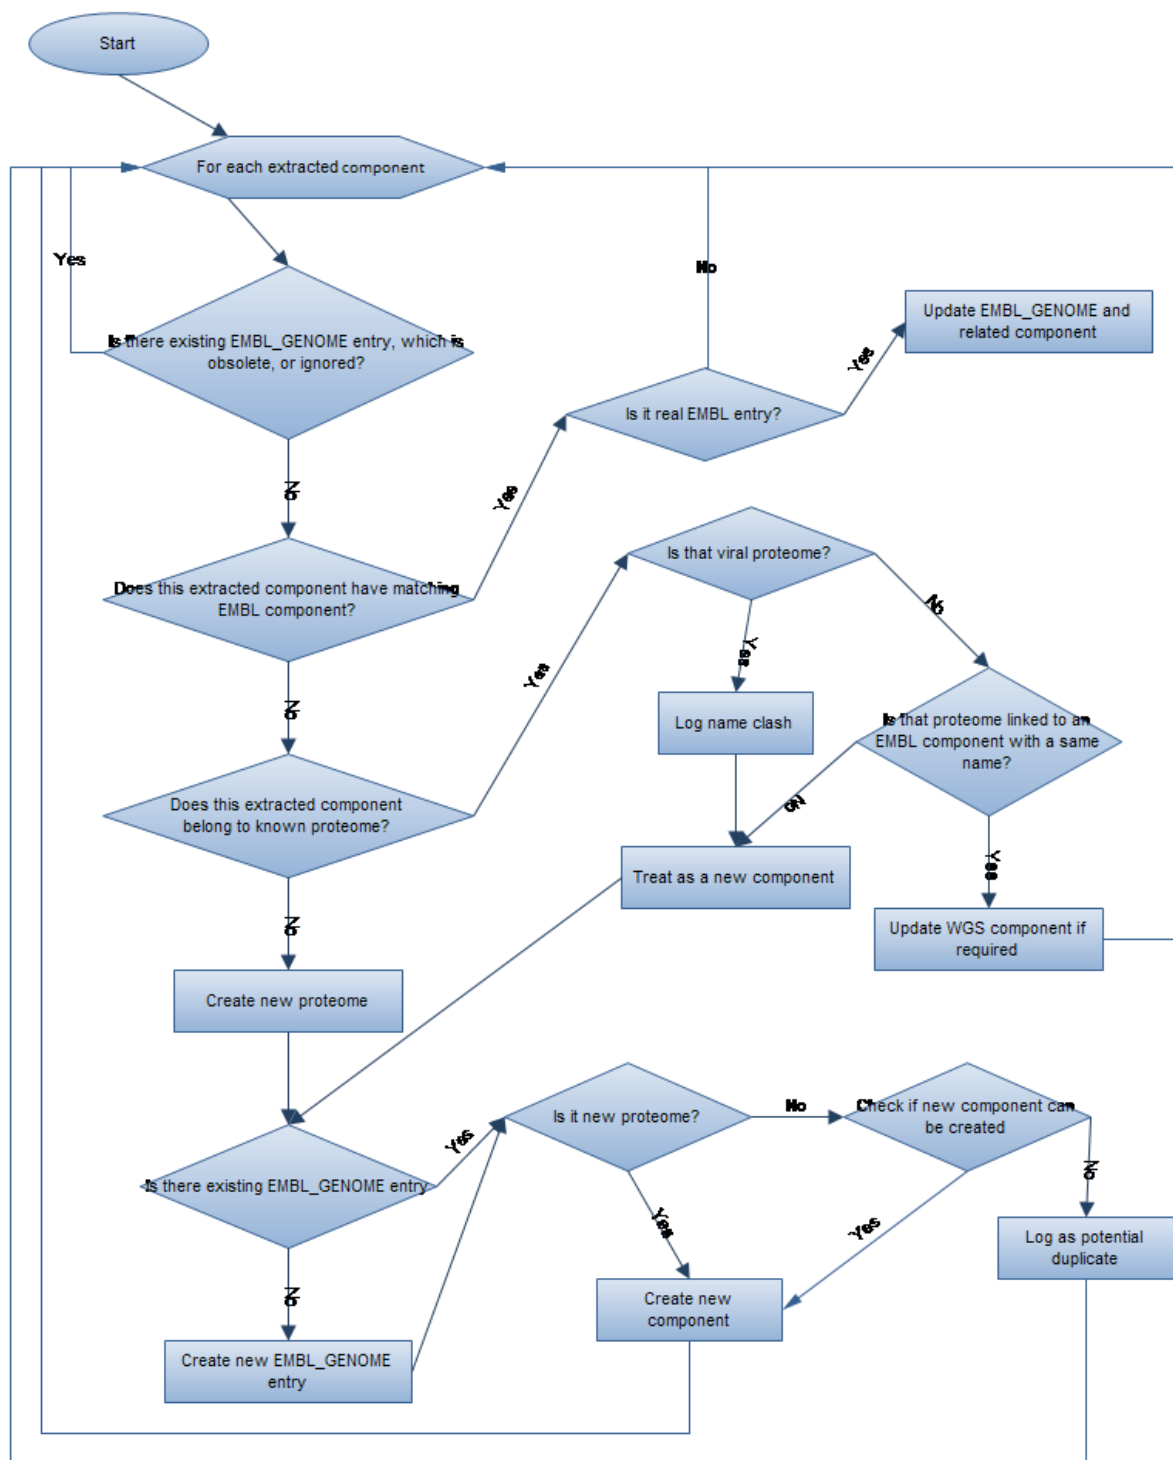 Start
For each extracted component
Yes
Is there existing EMBL_GENOME entry, which is
obsolete, or ignored?
No
Update EMBL_GENOME and
related component
Yes
Is it real EMBL entry?
No
Yes
Does this extracted component have matching
EMBL component?
Is that viral proteome?
No
Yes
Yes
No
Log name clash
Is that proteome linked to an
EMBL component with a same
name?
Does this extracted component
belong to known proteome?
No
Yes
Treat as a new component
No
Update WGS component if
required
Create new proteome
Is it new proteome?
No
Check if new component can
be created
Yes
Is there existing EMBL_GENOME entry
No
Yes
Yes
Log as potential
duplicate
No
Create new
component
Create new EMBL_GENOME
entry